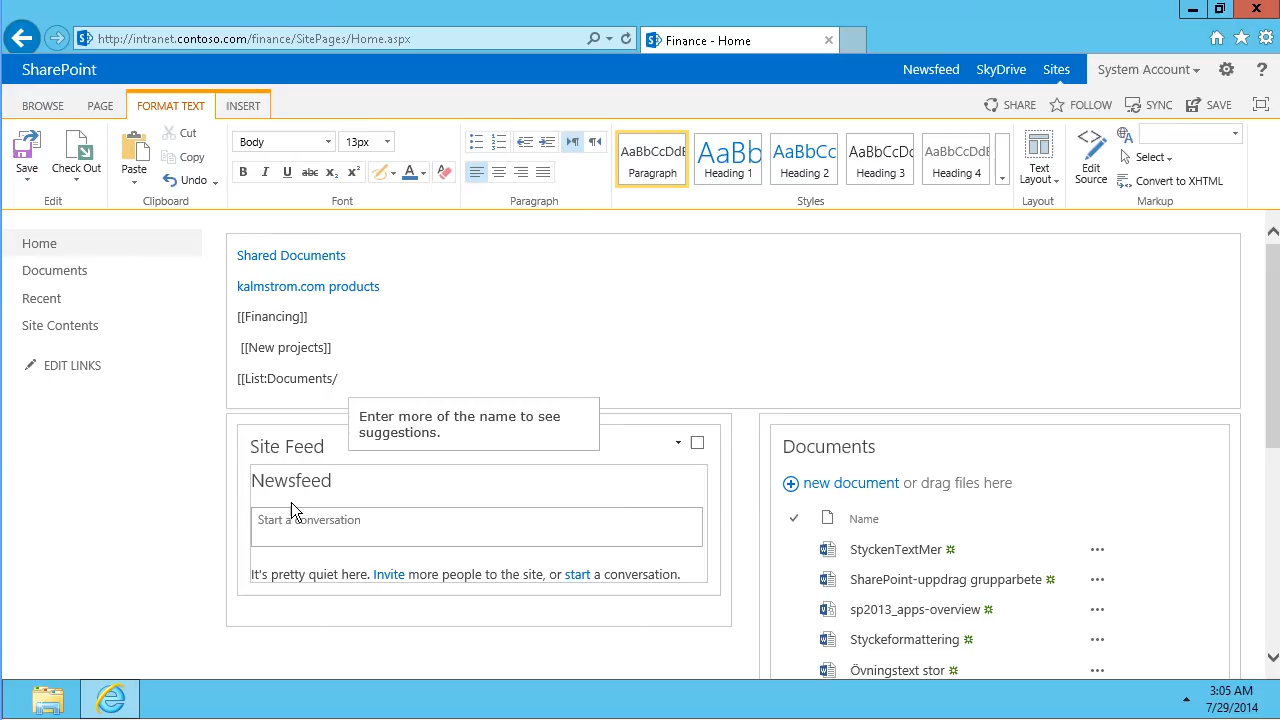 http://intranet.contoso.com/finance/SitePages/Home.aspx
Finance - Home
SharePoint
Newsfeed SkyDrive Sites System Account ?
BROWSE PAGE FORMAT TEXT INSERT
SHARE FOLLOW SYNC SAVE
Save
Check Out
Edit
Paste
Cut
Copy
Undo
Clipboard
Body 13px
B I U abc x₂ x²
A
Font
Paragraph
AaBbCcDdE
Paragraph
AaBb
Heading 1
AaBbCc
Heading 2
AaBbCcDc
Heading 3
AaBbCcDdE
Heading 4
Styles
Text
Layout
Layout
Edit
Source
Select
Convert to XHTML
Markup
Home
Documents
Recent
Site Contents
EDIT LINKS
Shared Documents
kalmstrom.com products
[[Financing]]
[[New projects]]
[[List:Documents/
Enter more of the name to see
suggestions.
Site Feed
Newsfeed
Start a conversation
It's pretty quiet here. Invite more people to the site, or start a conversation.
Documents
new document or drag files here
Name
StyckenTextMer
SharePoint-uppdrag grupparbete
sp2013_apps-overview
Styckeformattering
Övningstext stor
3:05 AM
7/29/2014